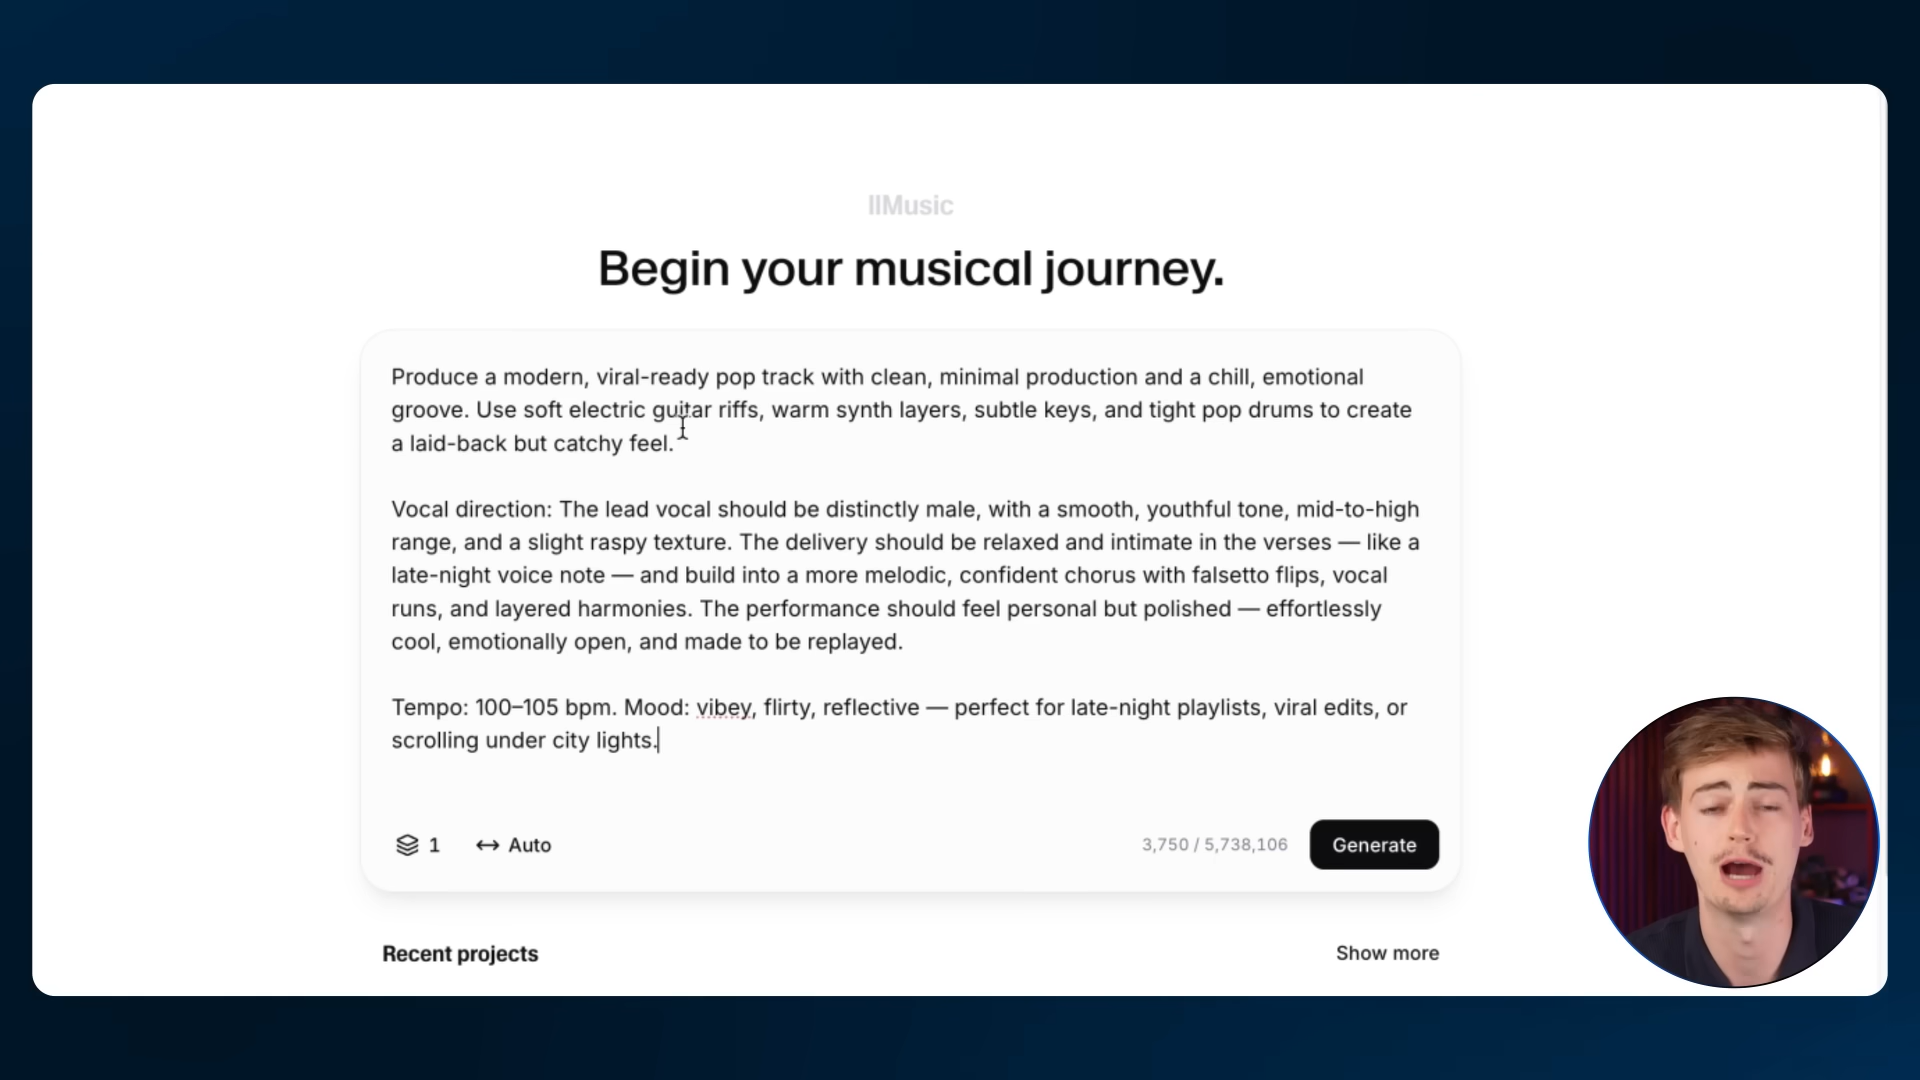 llMusic
Begin your musical journey.
Produce a modern, viral-ready pop track with clean, minimal production and a chill, emotional
groove. Use soft electric guitar riffs, warm synth layers, subtle keys, and tight pop drums to create
a laid-back but catchy feel.
Vocal direction: The lead vocal should be distinctly male, with a smooth, youthful tone, mid-to-high
range, and a slight raspy texture. The delivery should be relaxed and intimate in the verses — like a
late-night voice note — and build into a more melodic, confident chorus with falsetto flips, vocal
runs, and layered harmonies. The performance should feel personal but polished — effortlessly
cool, emotionally open, and made to be replayed.
Tempo: 100–105 bpm. Mood: vibey, flirty, reflective — perfect for late-night playlists, viral edits, or
scrolling under city lights.
1 Auto 3,750 / 5,738,106 Generate
Recent projects Show more